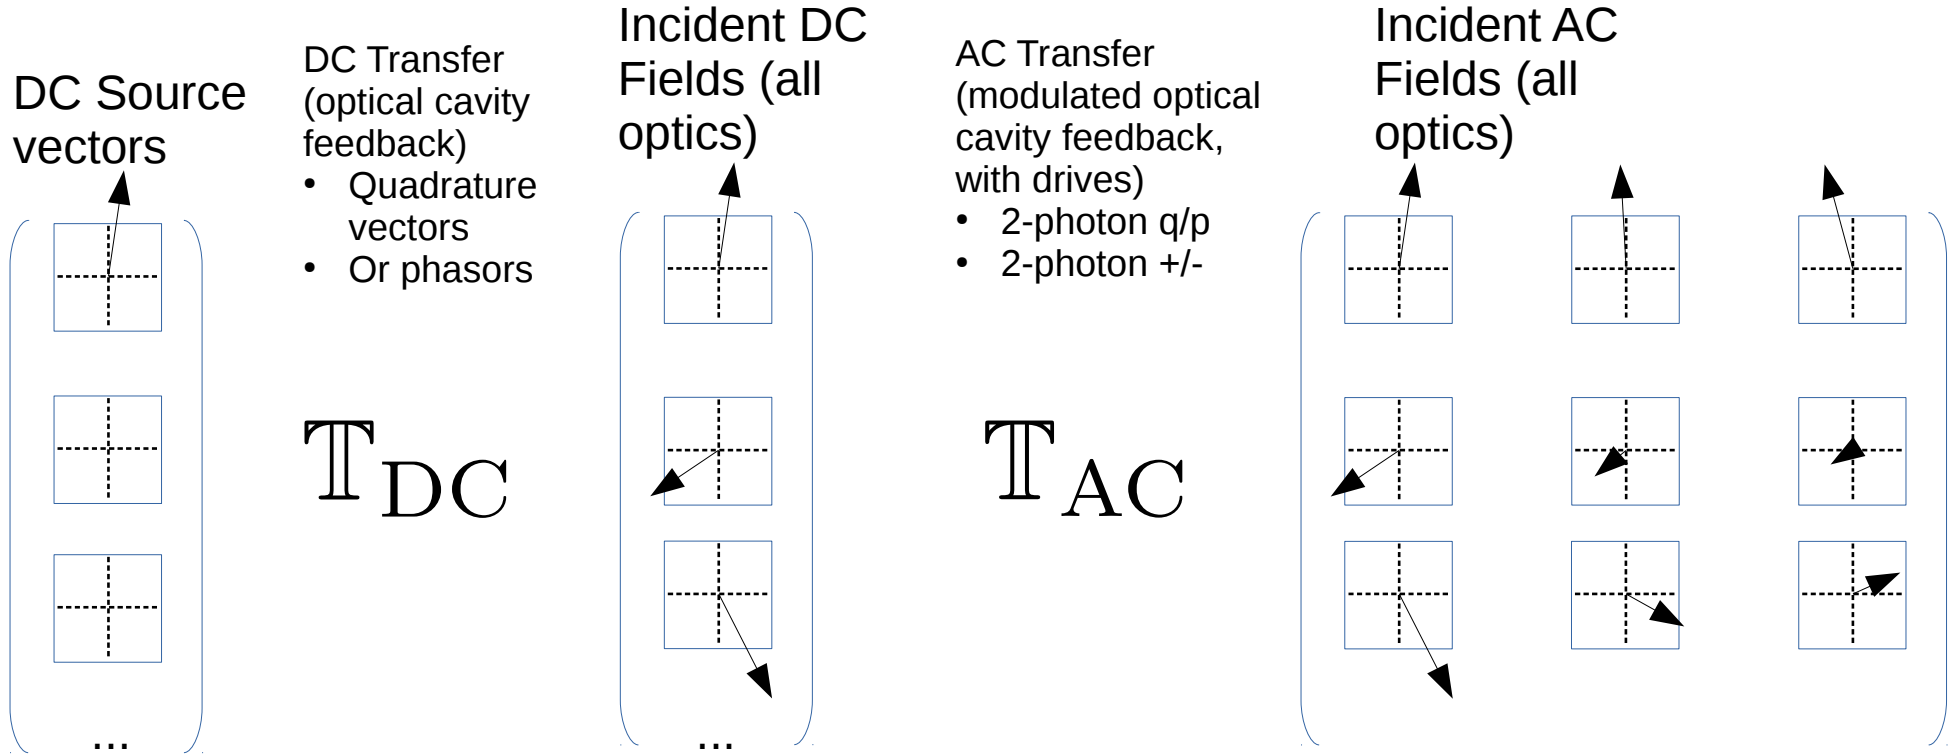 DC Source
vectors
DC Transfer
(optical cavity
feedback)
• Quadrature
vectors
• Or phasors
𝕋DC
Incident DC
Fields (all
optics)
AC Transfer
(modulated optical
cavity feedback,
with drives)
• 2-photon q/p
• 2-photon +/-
𝕋AC
Incident AC
Fields (all
optics)
...
...